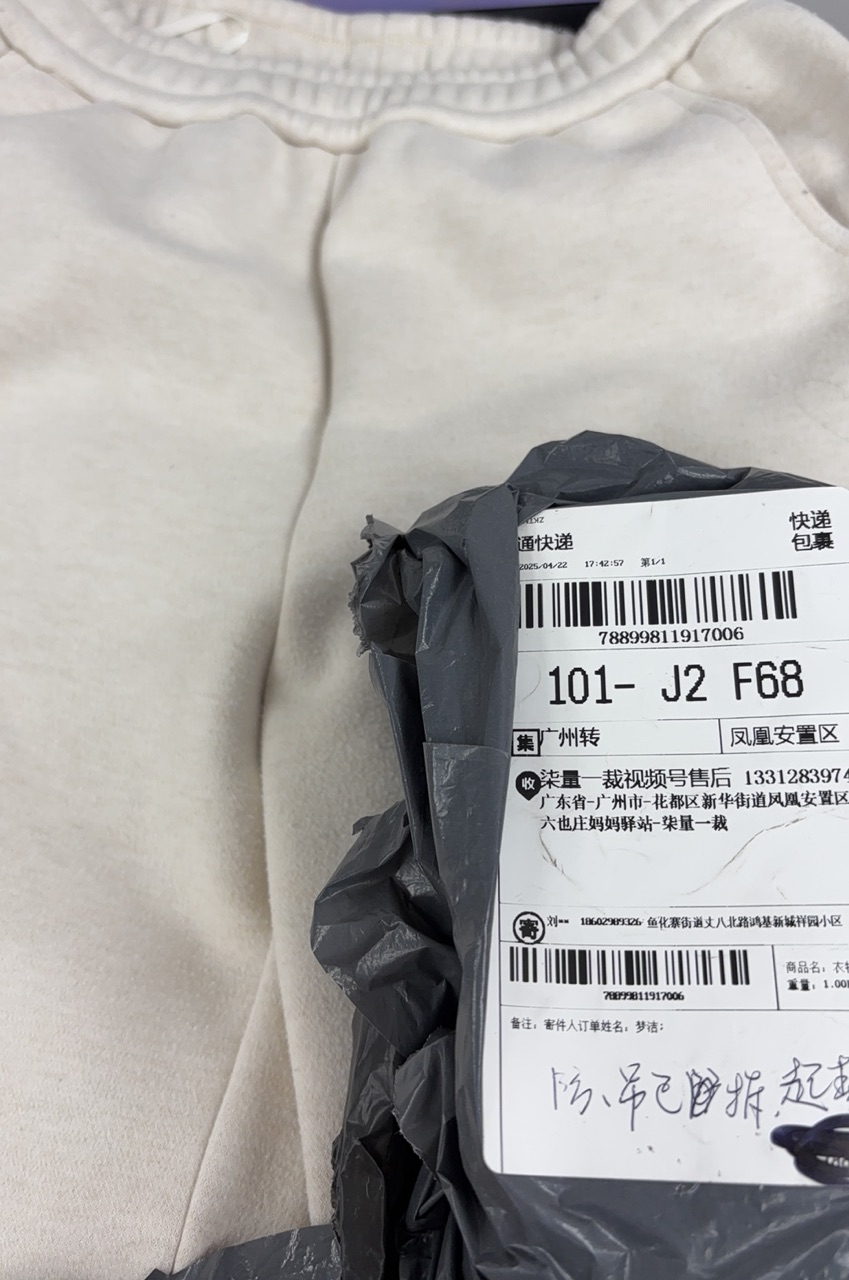 通快递
快递
包裹
2025/04/22 17:42:57 第1/1
78899811917006
101- J2 F68
集 广州转 凤凰安置区
收 柒量一裁视频号售后 1331283974
广东省-广州市-花都区新华街道凤凰安置区
六也庄妈妈驿站-柒量一裁
寄 刘** 18602989326 鱼化寨街道丈八北路鸿基新城祥园小区
78899811917006
商品名：衣
重量：1.00
备注：寄件人订单姓名：梦洁;
吊已 拆 起